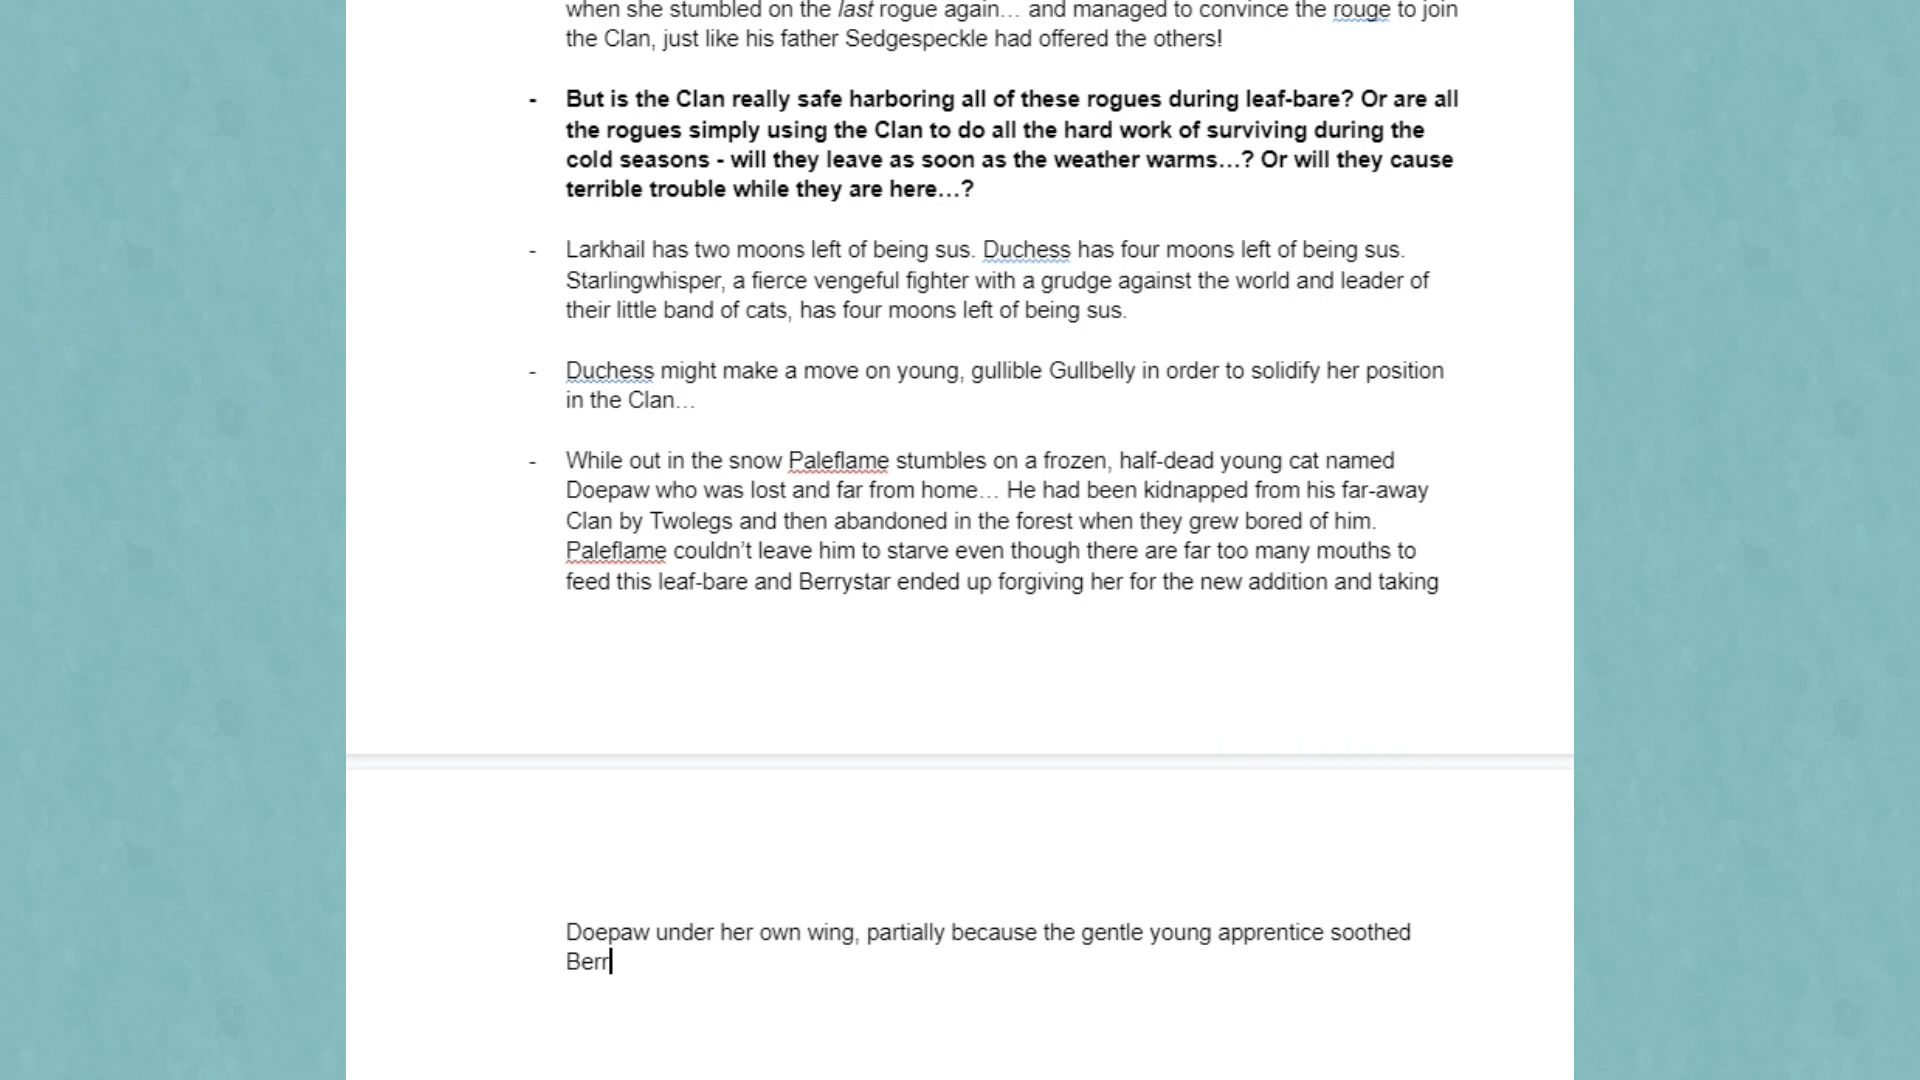 when she stumbled on the last rogue again... and managed to convince the rouge to join
the Clan, just like his father Sedgespeckle had offered the others!
- But is the Clan really safe harboring all of these rogues during leaf-bare? Or are all
the rogues simply using the Clan to do all the hard work of surviving during the
cold seasons - will they leave as soon as the weather warms...? Or will they cause
terrible trouble while they are here...?
- Larkhail has two moons left of being sus. Duchess has four moons left of being sus.
Starlingwhisper, a fierce vengeful fighter with a grudge against the world and leader of
their little band of cats, has four moons left of being sus.
- Duchess might make a move on young, gullible Gullbelly in order to solidify her position
in the Clan...
- While out in the snow Paleflame stumbles on a frozen, half-dead young cat named
Doepaw who was lost and far from home... He had been kidnapped from his far-away
Clan by Twolegs and then abandoned in the forest when they grew bored of him.
Paleflame couldn't leave him to starve even though there are far too many mouths to
feed this leaf-bare and Berrystar ended up forgiving her for the new addition and taking
Doepaw under her own wing, partially because the gentle young apprentice soothed
Berr